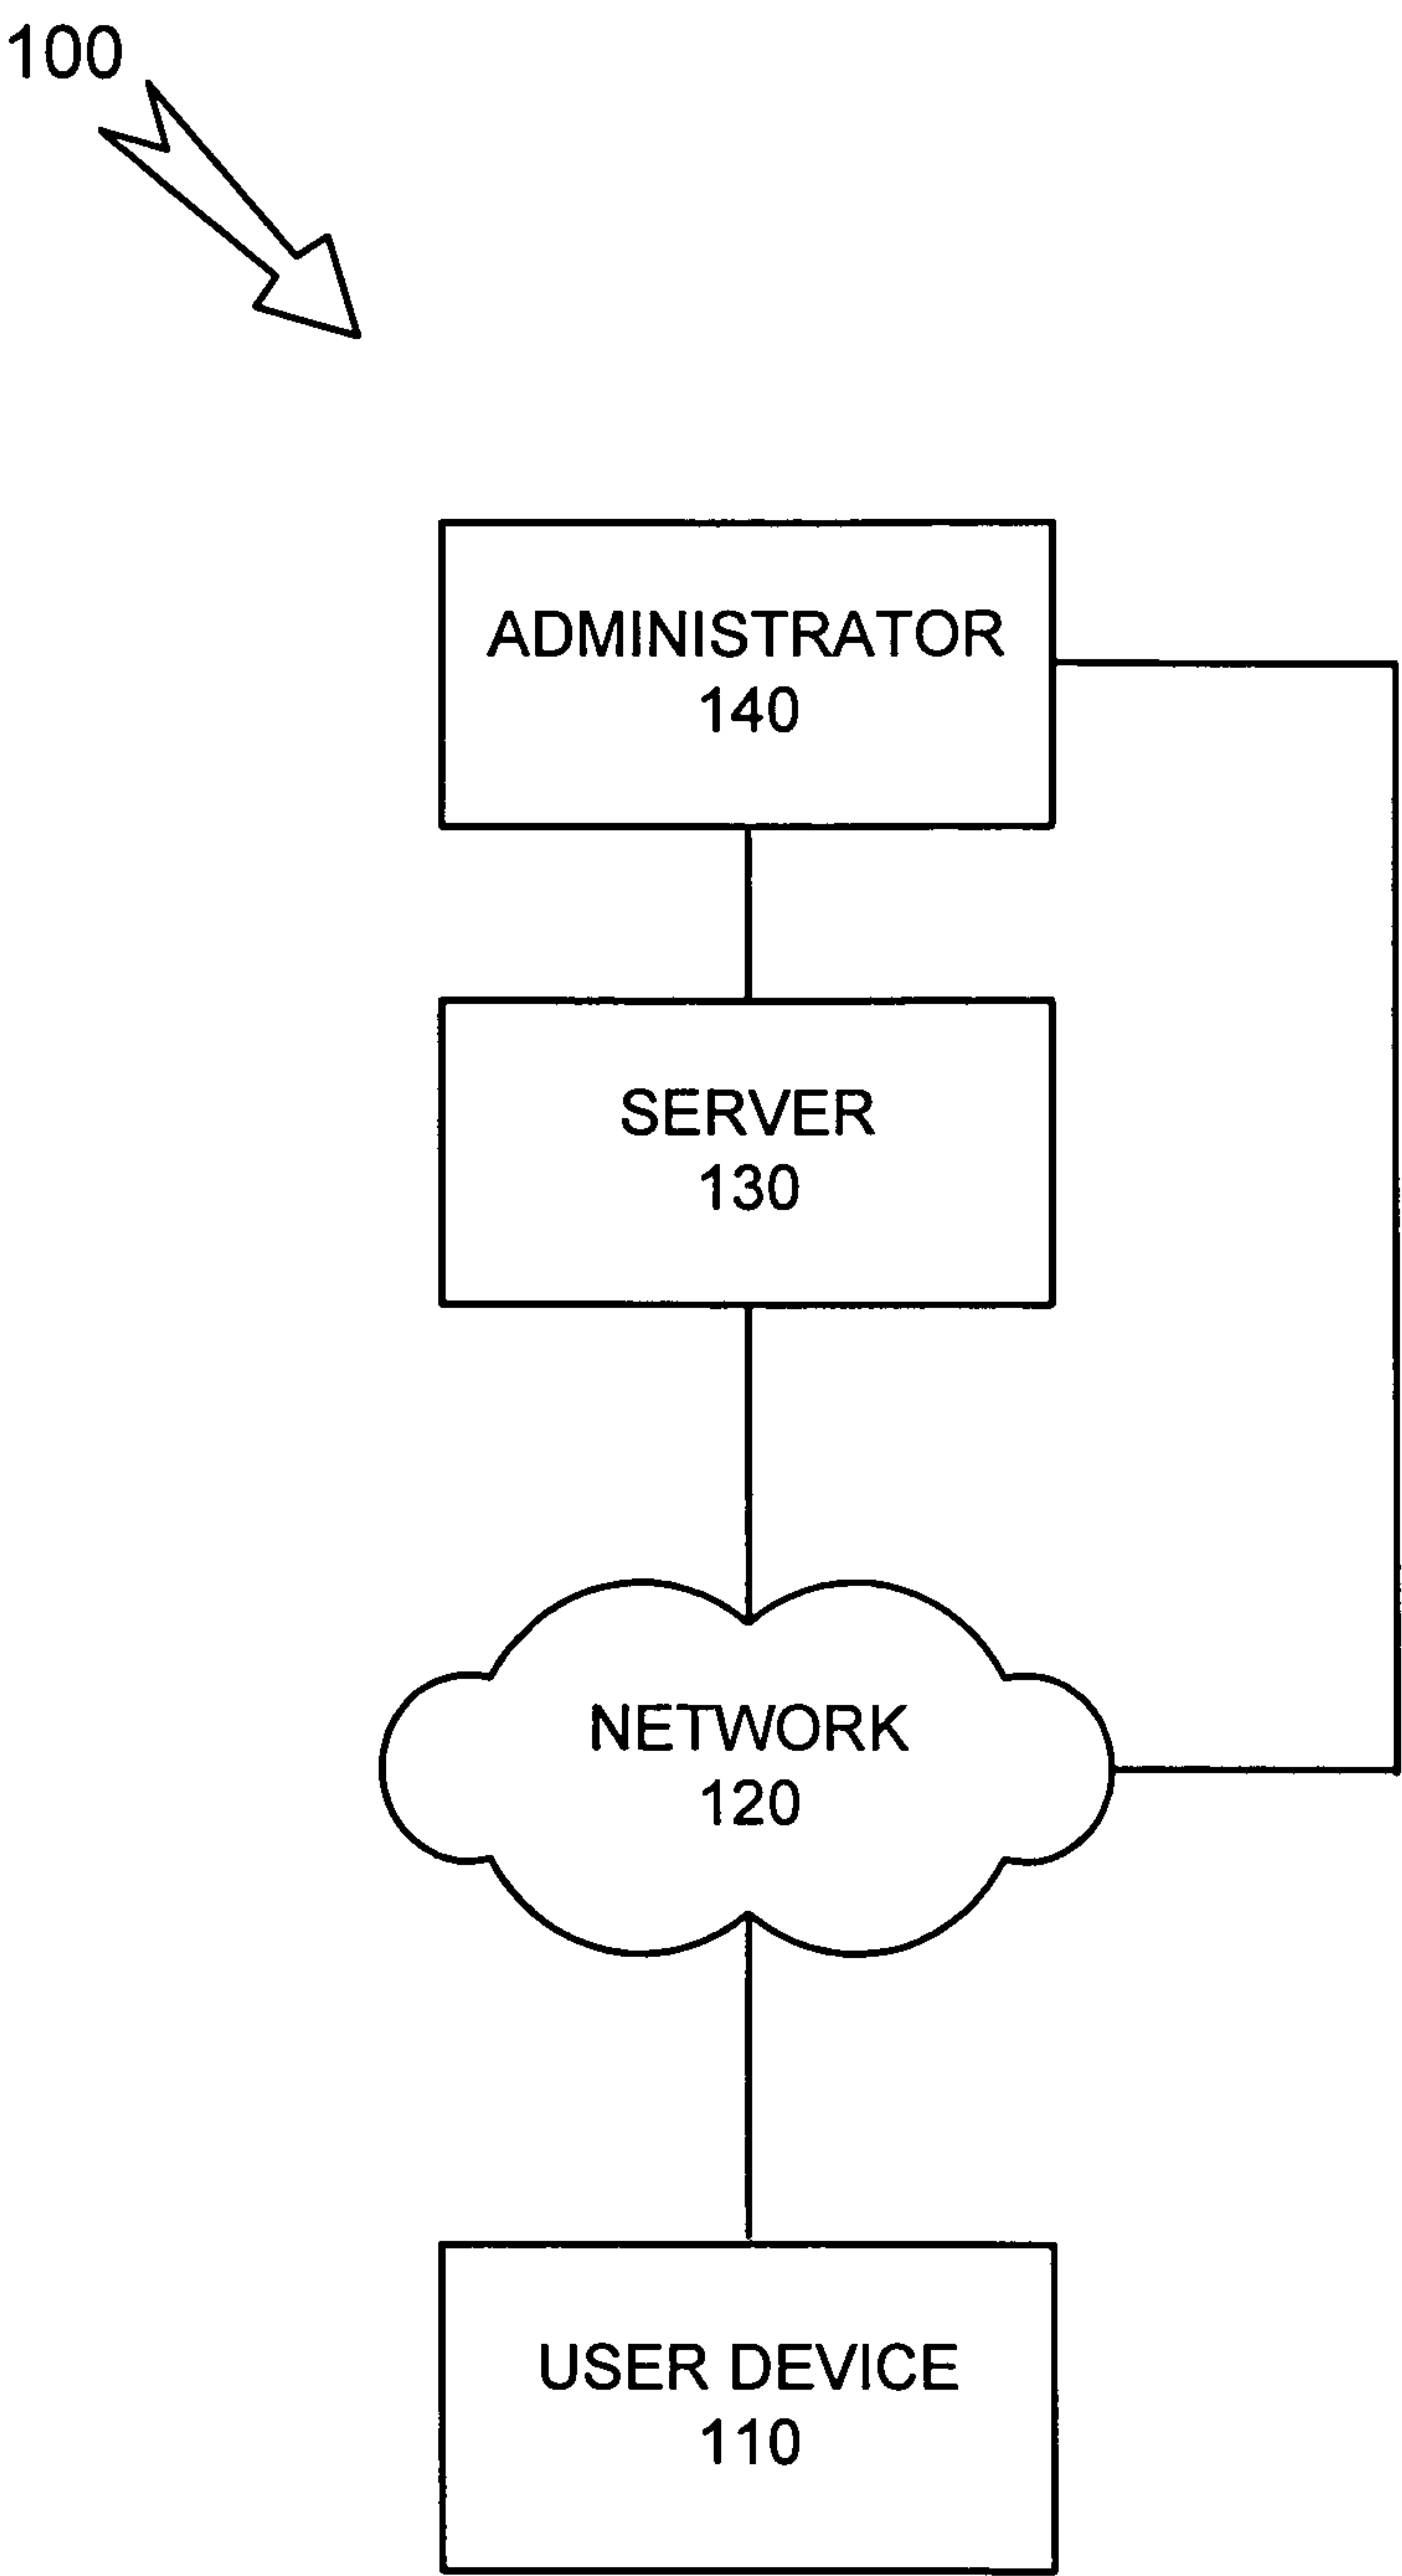 100
ADMINISTRATOR
140
SERVER
130
NETWORK
120
USER DEVICE
110